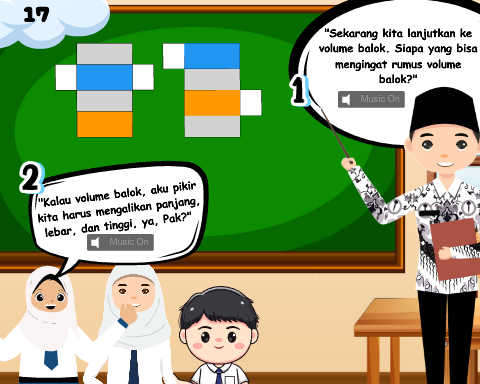 17
"Sekarang kita lanjutkan ke
volume balok. Siapa yang bisa
mengingat rumus volume
balok?"
1
Music On
2
"Kalau volume balok, aku pikir
kita harus mengalikan panjang,
lebar, dan tinggi, ya, Pak?"
Music On